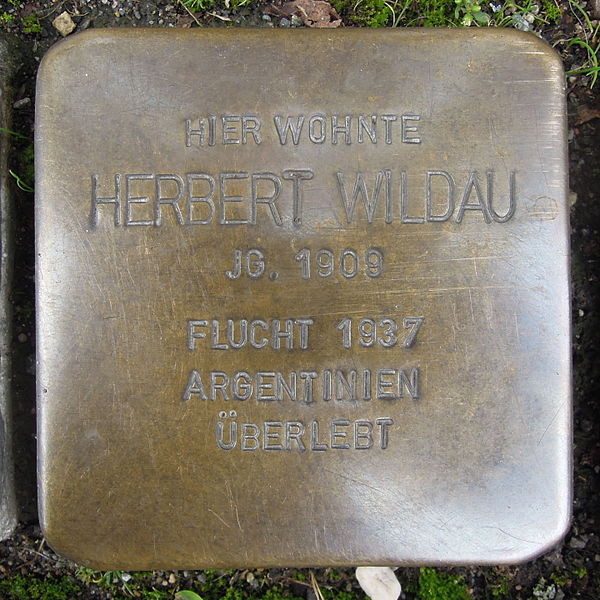 HIER WOHNTE
HERBERT WILDAU
JG. 1909
FLUCHT 1937
ARGENTINIEN
ÜBERLEBT